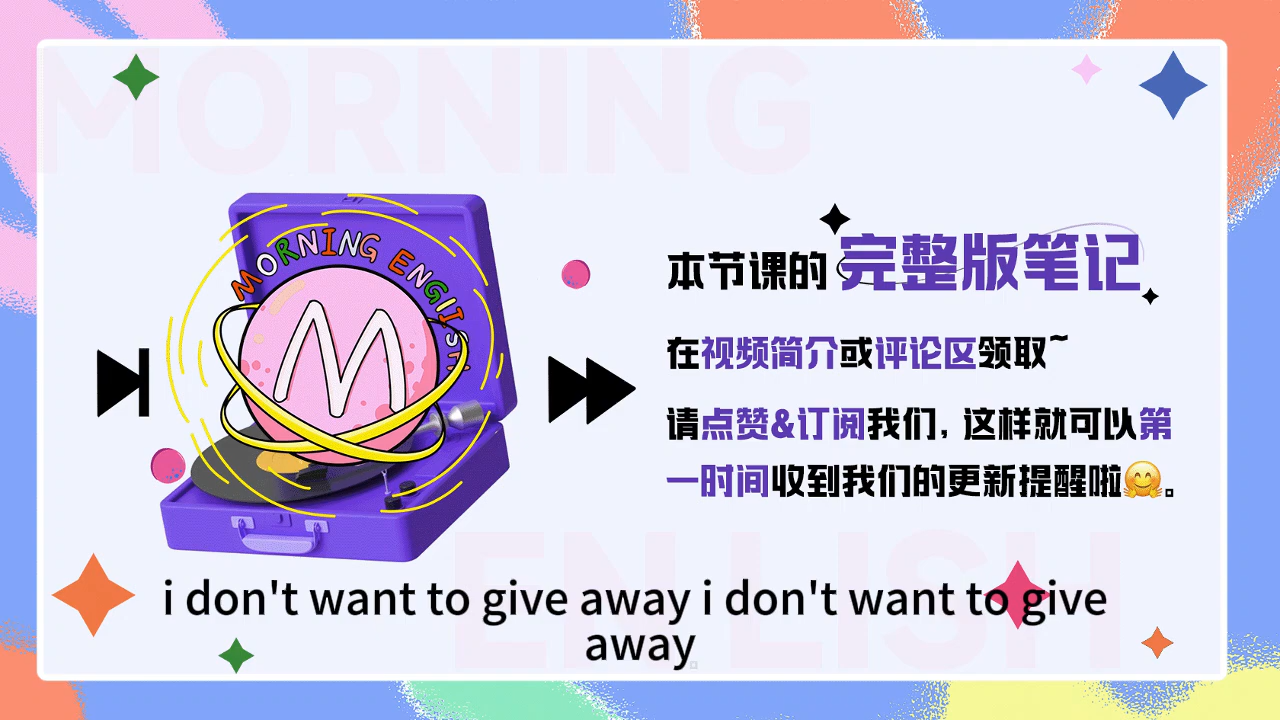 MORNING
MORNING ENGLISH
M
本节课的 完整版笔记
在视频简介或评论区领取~
请点赞&订阅我们, 这样就可以第
一时间收到我们的更新提醒啦🤗。
EN LISH
i don't want to give away i don't want to give
away